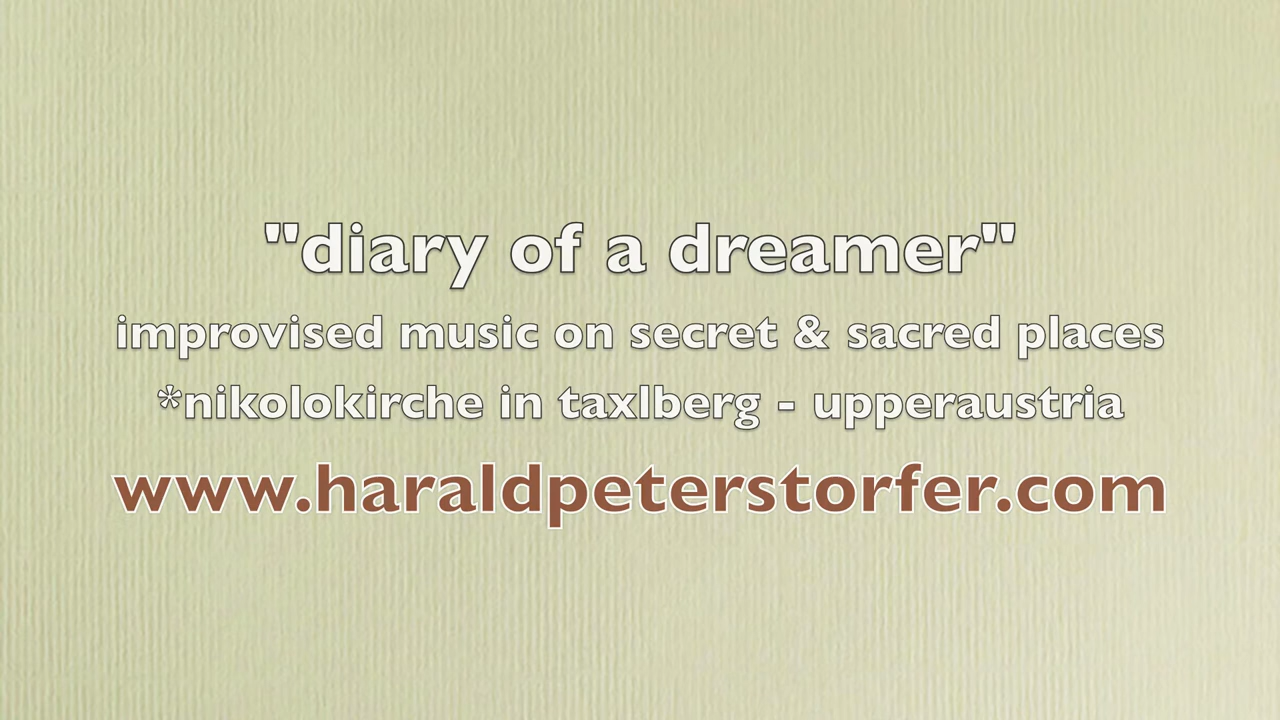 "diary of a dreamer"
improvised music on secret & sacred places
*nikolokirche in taxlberg - upperaustria
www.haraldpeterstorfer.com